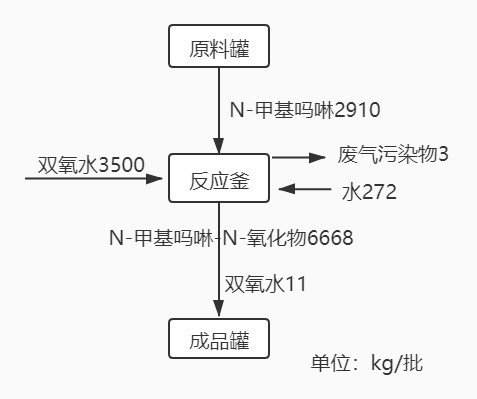 原料罐
N-甲基吗啉2910
双氧水3500
废气污染物3
反应釜
水272
N-甲基吗啉-N-氧化物6668
双氧水11
成品罐
单位：kg/批